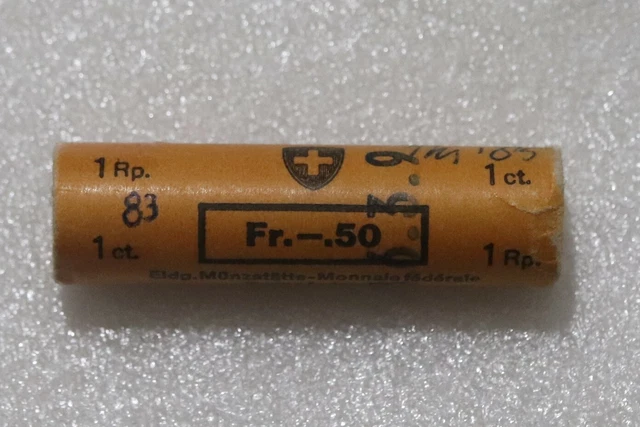 1 Rp.
1 ct.
83
Fr.—.50
1 ct.
1 Rp.
Eidg. Münzstätte–Monnaie fédérale